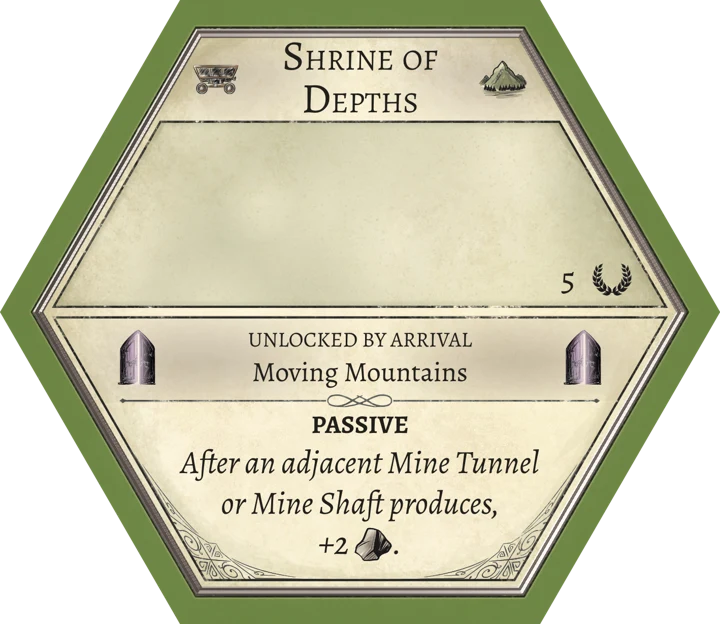 Shrine of
Depths
5
UNLOCKED BY ARRIVAL
Moving Mountains
PASSIVE
After an adjacent Mine Tunnel
or Mine Shaft produces,
+2 .